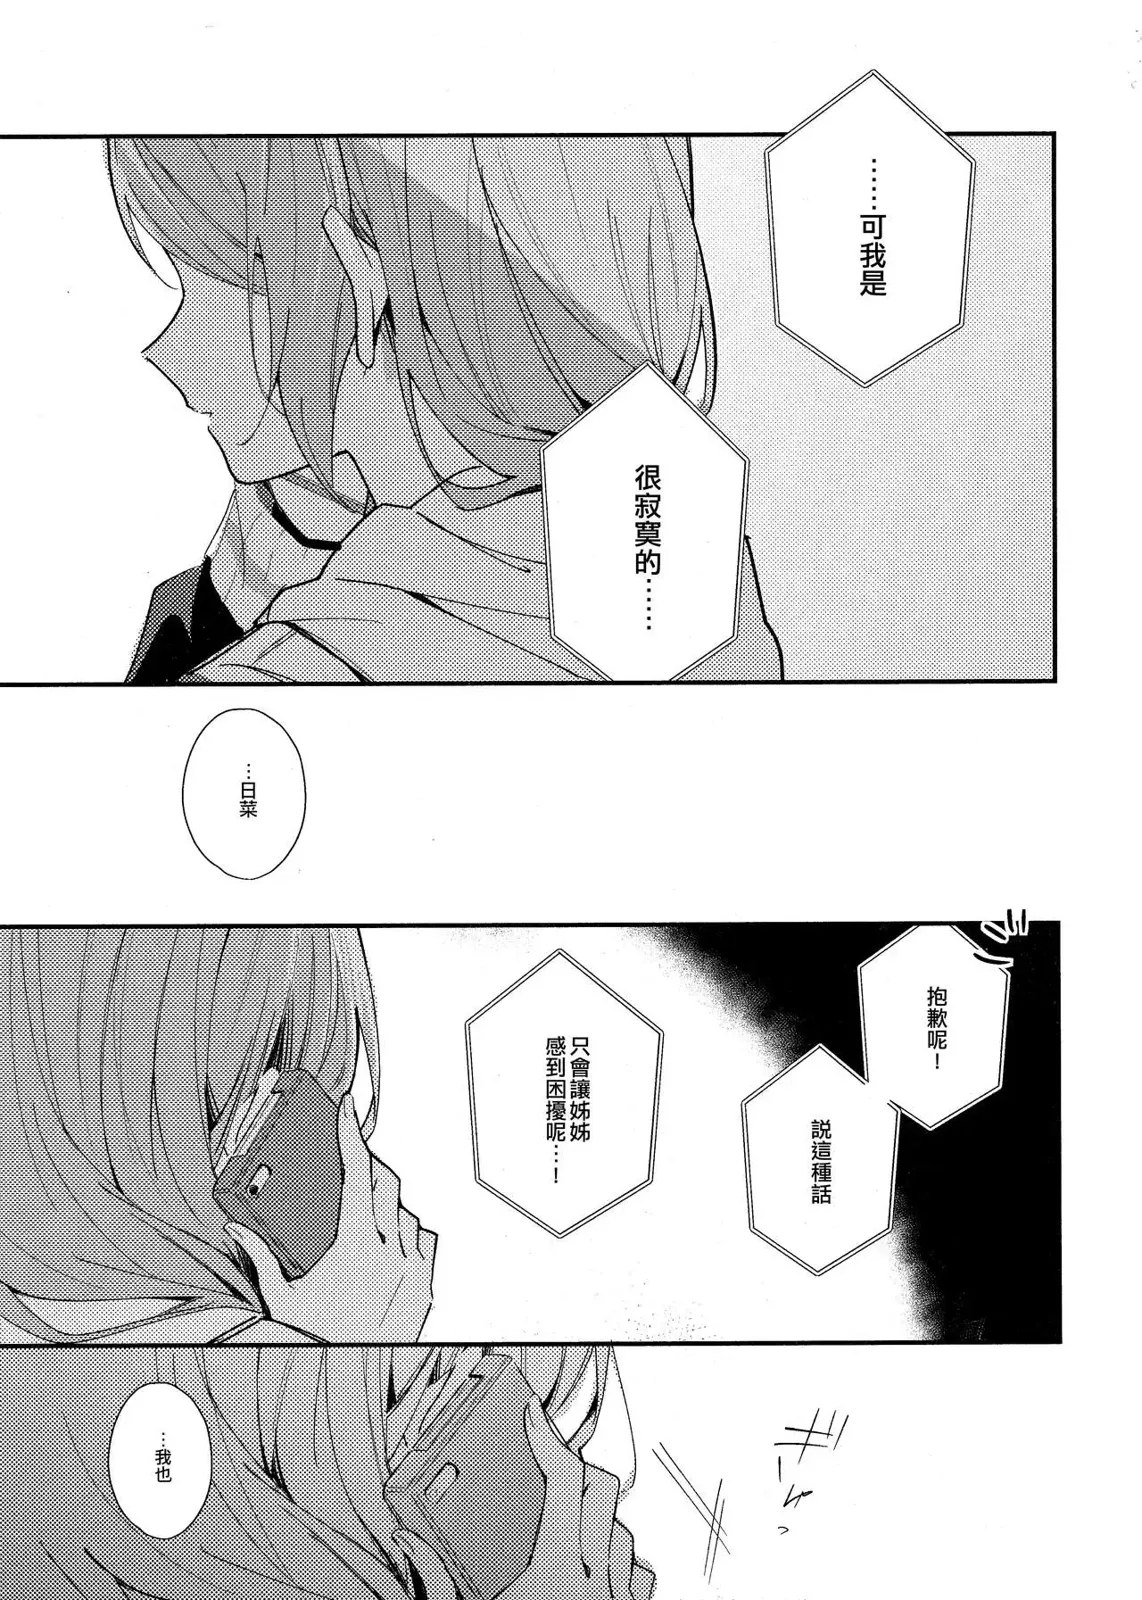 ……可我是
很寂寞的……
…日菜
抱歉呢！
説這種話
只會讓姊姊
感到困擾呢…！
…我也